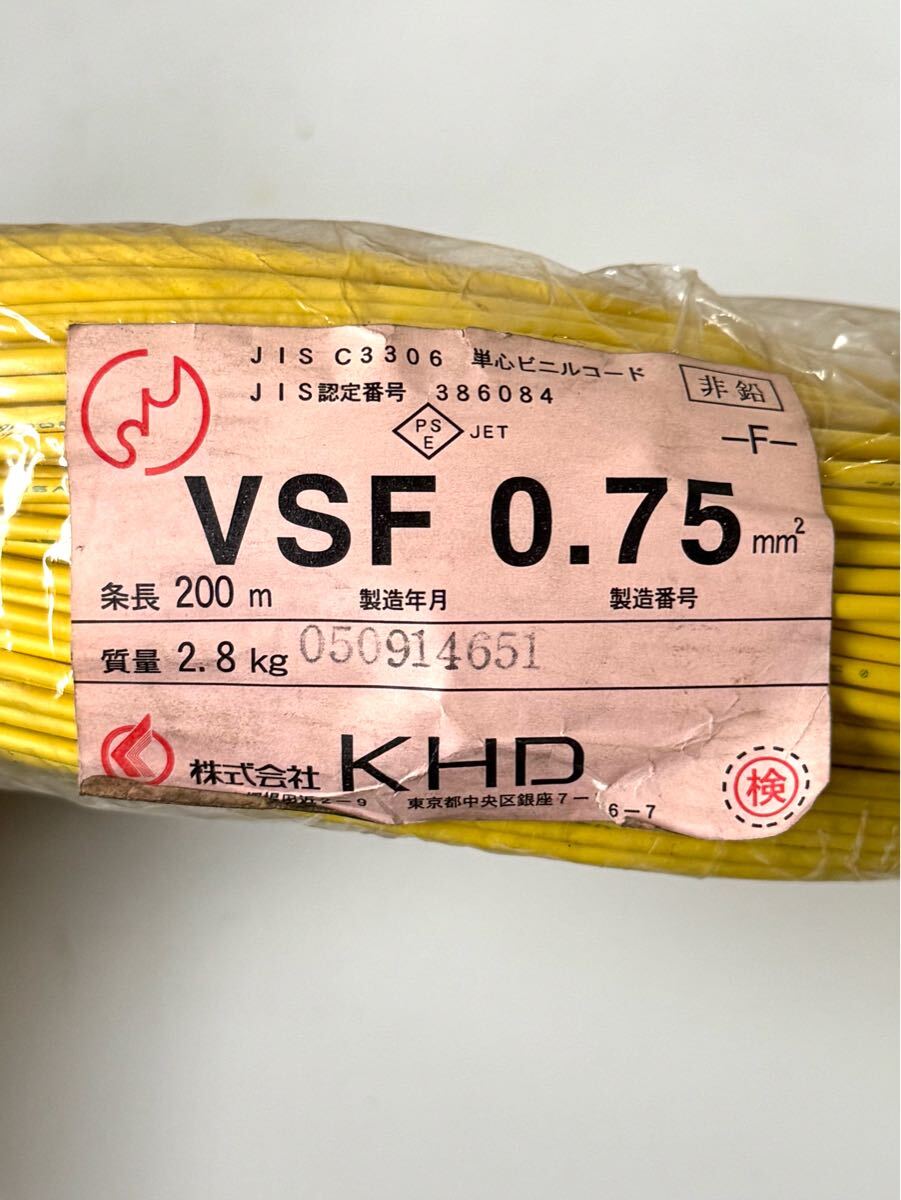 JIS C3306 単心ビニルコード
JIS認定番号 386084
非鉛
PS
E
JET
-F-
VSF 0.75 mm²
条長 200 m 製造年月 製造番号
質量 2.8 kg 050914651
株式会社 KHD
2-9 東京都中央区銀座7- 6-7
検